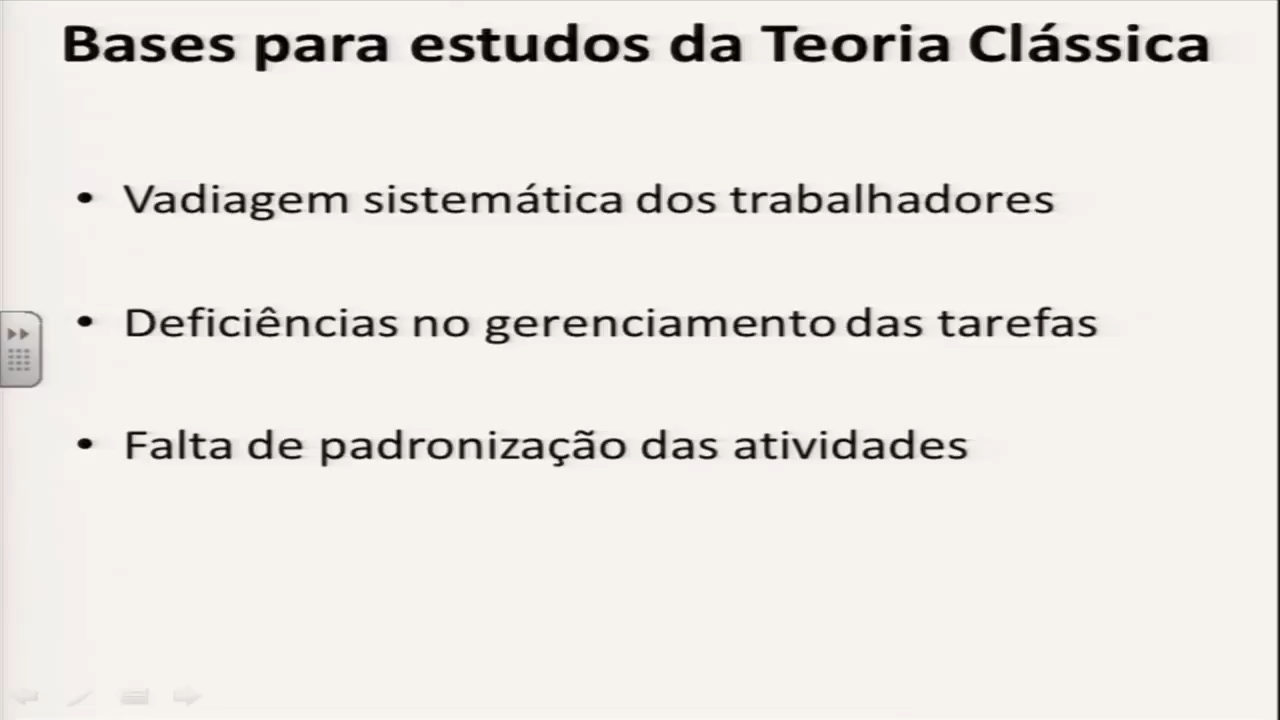 Bases para estudos da Teoria Clássica
• Vadiagem sistemática dos trabalhadores
• Deficiências no gerenciamento das tarefas
• Falta de padronização das atividades